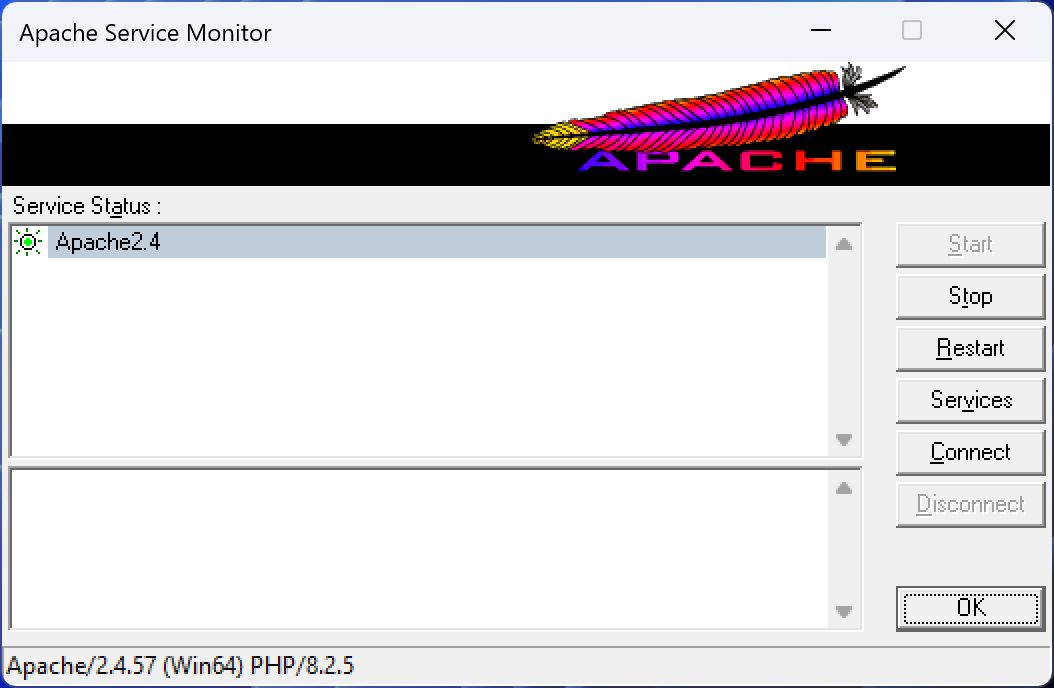 Apache Service Monitor
APACHE
Service Status :
Apache2.4
Start
Stop
Restart
Services
Connect
Disconnect
OK
Apache/2.4.57 (Win64) PHP/8.2.5